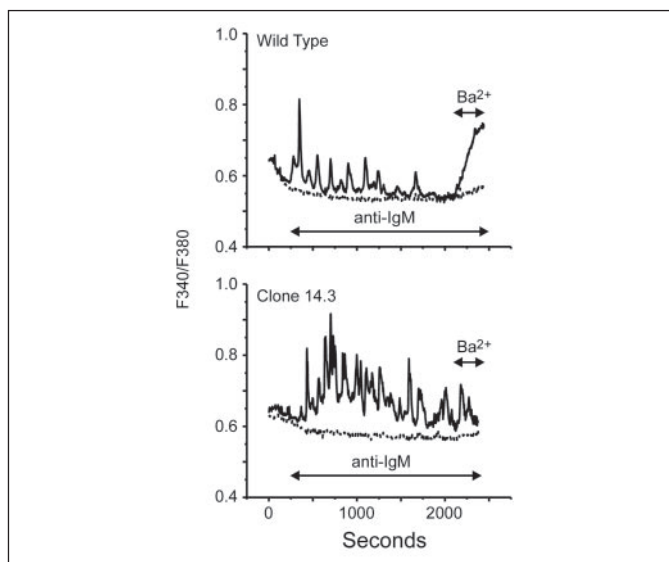 Wild Type
1.0
0.8
Ba²⁺
0.6
anti-IgM
0.4
F340/F380
1.0
Clone 14.3
0.8
Ba²⁺
0.6
anti-IgM
0.4
0 1000 2000
Seconds